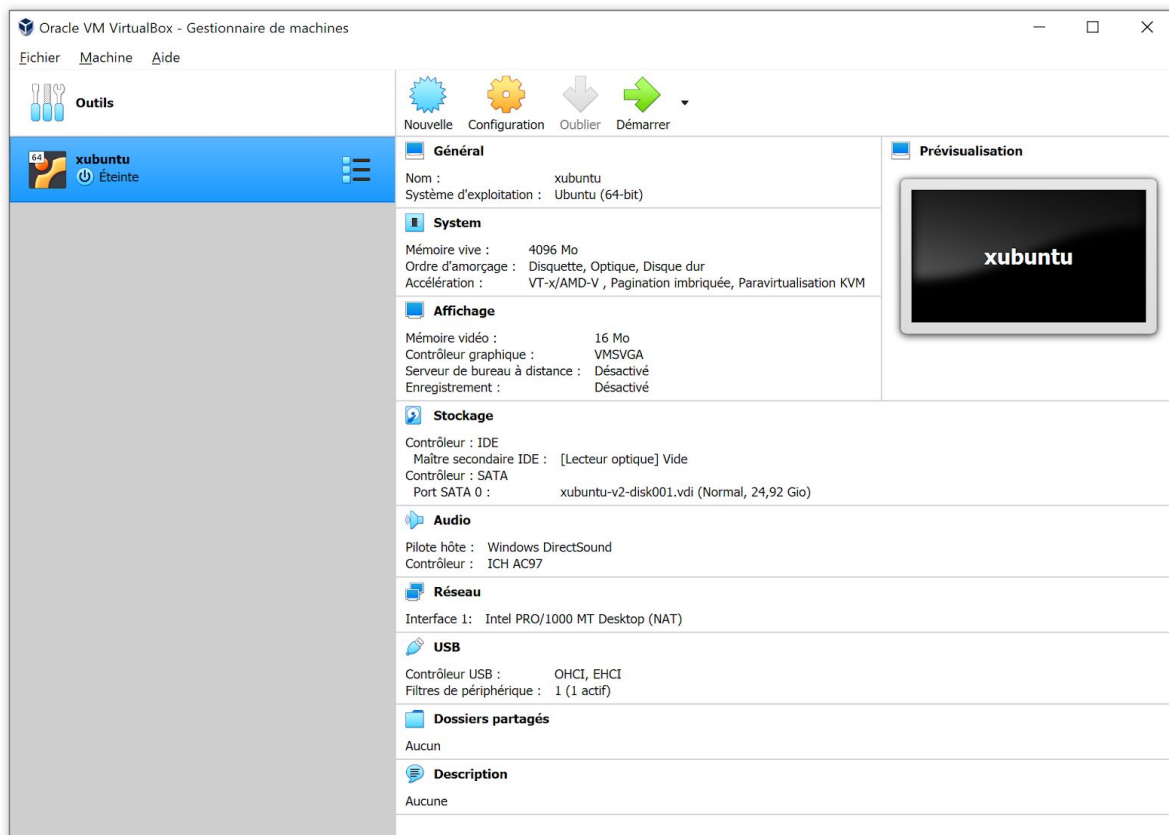 Oracle VM VirtualBox - Gestionnaire de machines
Fichier Machine Aide
Outils
Nouvelle Configuration Oublier Démarrer
64
xubuntu
Éteinte
Général
Nom : xubuntu
Système d'exploitation : Ubuntu (64-bit)
System
Mémoire vive : 4096 Mo
Ordre d'amorçage : Disquette, Optique, Disque dur
Accélération : VT-x/AMD-V , Pagination imbriquée, Paravirtualisation KVM
Affichage
Mémoire vidéo : 16 Mo
Contrôleur graphique : VMSVGA
Serveur de bureau à distance : Désactivé
Enregistrement : Désactivé
Prévisualisation
xubuntu
Stockage
Contrôleur : IDE
Maître secondaire IDE : [Lecteur optique] Vide
Contrôleur : SATA
Port SATA 0 : xubuntu-v2-disk001.vdi (Normal, 24,92 Gio)
Audio
Pilote hôte : Windows DirectSound
Contrôleur : ICH AC97
Réseau
Interface 1: Intel PRO/1000 MT Desktop (NAT)
USB
Contrôleur USB : OHCI, EHCI
Filtres de périphérique : 1 (1 actif)
Dossiers partagés
Aucun
Description
Aucune